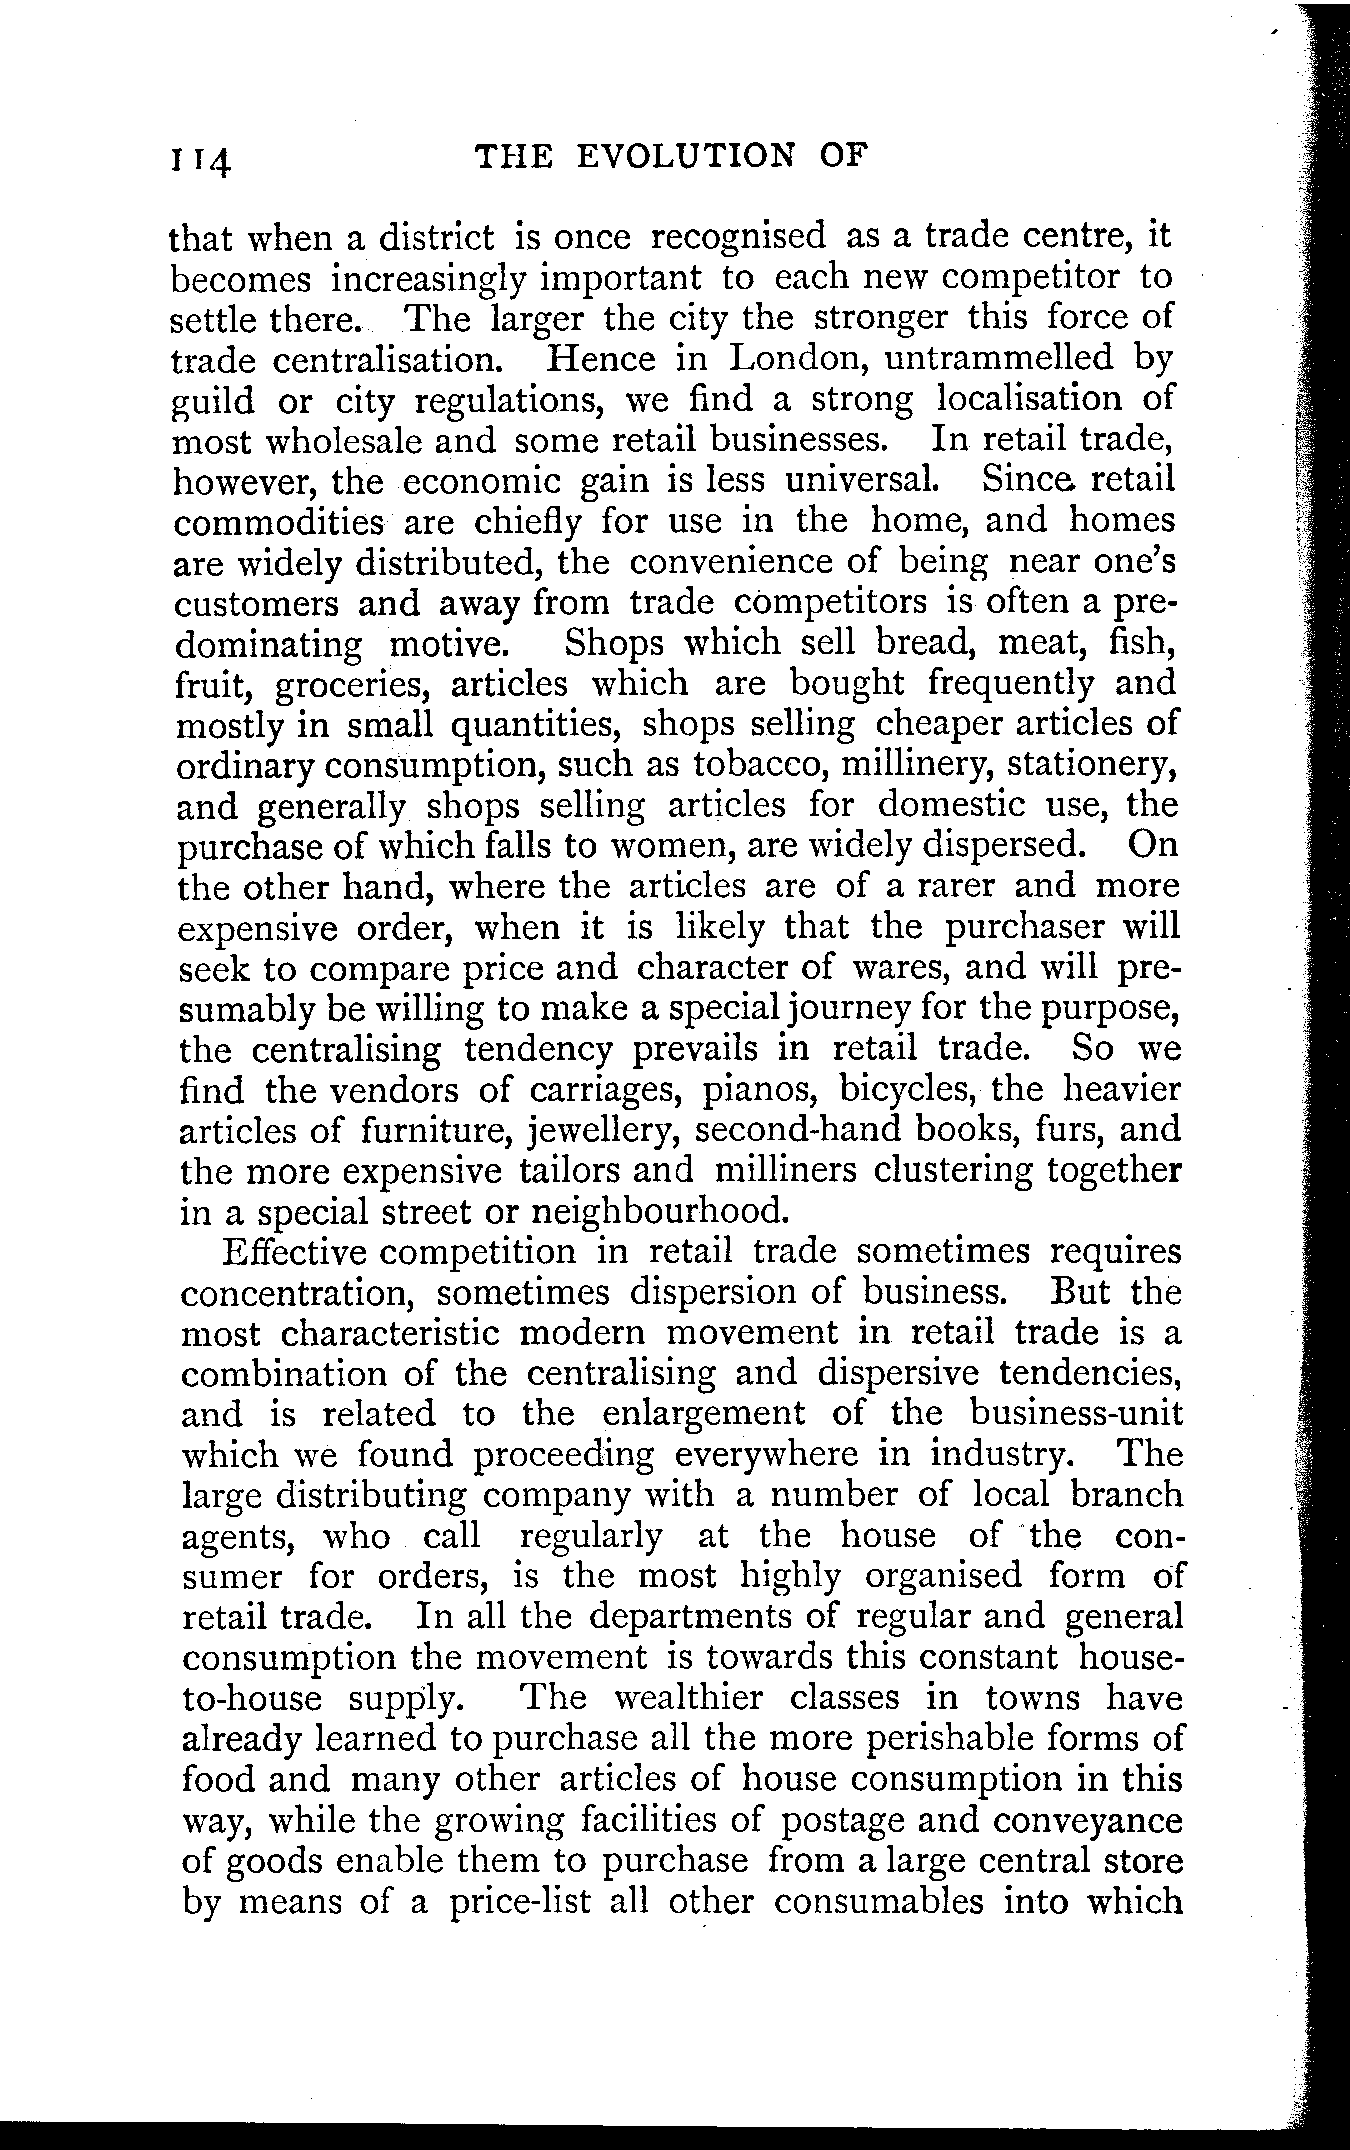 114 THE EVOLUTION OF
that when a district is once recognised as a trade centre, it
becomes increasingly important to each new competitor to
settle there. The larger the city the stronger this force of
trade centralisation. Hence in London, untrammelled by
guild or city regulations, we find a strong localisation of
most wholesale and some retail businesses. In retail trade,
however, the economic gain is less universal. Since retail
commodities are chiefly for use in the home, and homes
are widely distributed, the convenience of being near one's
customers and away from trade competitors is often a pre-
dominating motive. Shops which sell bread, meat, fish,
fruit, groceries, articles which are bought frequently and
mostly in small quantities, shops selling cheaper articles of
ordinary consumption, such as tobacco, millinery, stationery,
and generally shops selling articles for domestic use, the
purchase of which falls to women, are widely dispersed. On
the other hand, where the articles are of a rarer and more
expensive order, when it is likely that the purchaser will
seek to compare price and character of wares, and will pre-
sumably be willing to make a special journey for the purpose,
the centralising tendency prevails in retail trade. So we
find the vendors of carriages, pianos, bicycles, the heavier
articles of furniture, jewellery, second-hand books, furs, and
the more expensive tailors and milliners clustering together
in a special street or neighbourhood.
Effective competition in retail trade sometimes requires
concentration, sometimes dispersion of business. But the
most characteristic modern movement in retail trade is a
combination of the centralising and dispersive tendencies,
and is related to the enlargement of the business-unit
which we found proceeding everywhere in industry. The
large distributing company with a number of local branch
agents, who call regularly at the house of the con-
sumer for orders, is the most highly organised form of
retail trade. In all the departments of regular and general
consumption the movement is towards this constant house-
to-house supply. The wealthier classes in towns have
already learned to purchase all the more perishable forms of
food and many other articles of house consumption in this
way, while the growing facilities of postage and conveyance
of goods enable them to purchase from a large central store
by means of a price-list all other consumables into which